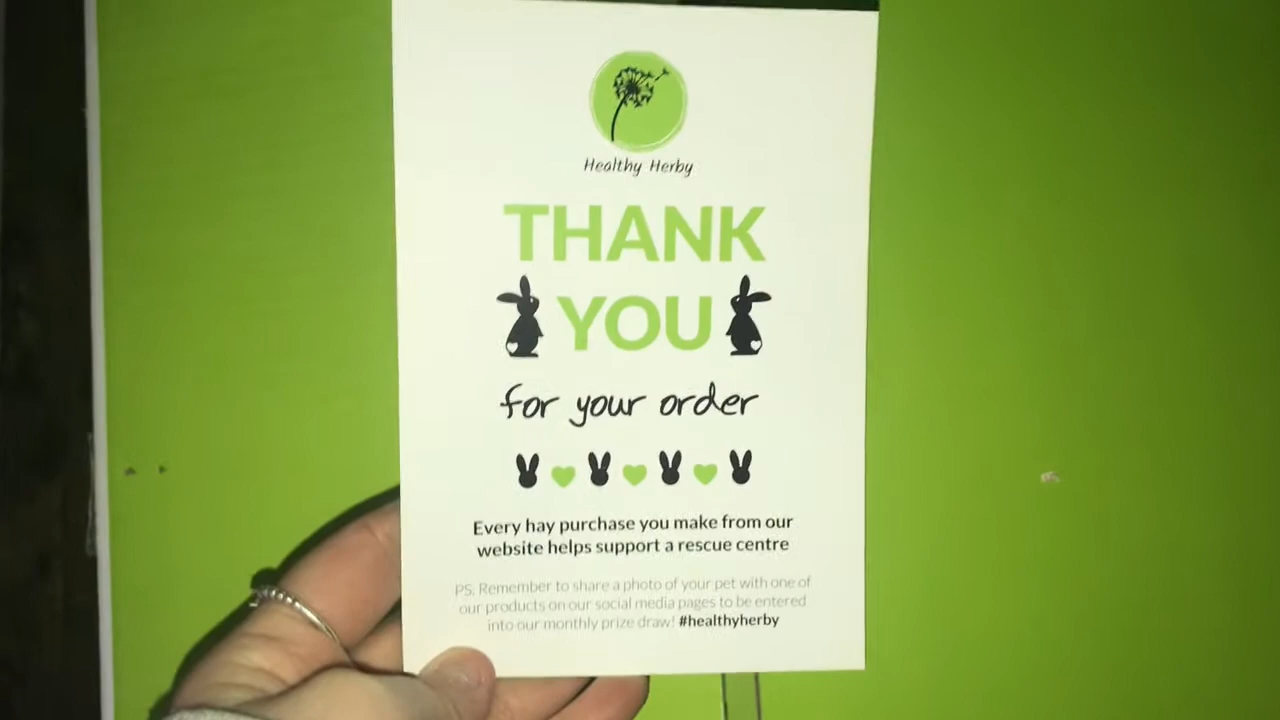 Healthy Herby
THANK
YOU
for your order
Every hay purchase you make from our
website helps support a rescue centre
PS. Remember to share a photo of your pet with one of
our products on our social media pages to be entered
into our monthly prize draw! #healthyherby